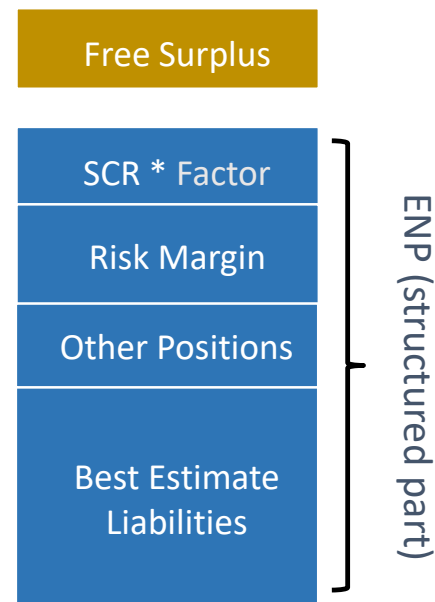 Free Surplus
SCR * Factor
Risk Margin
Other Positions
Best Estimate
Liabilities
ENP (structured part)